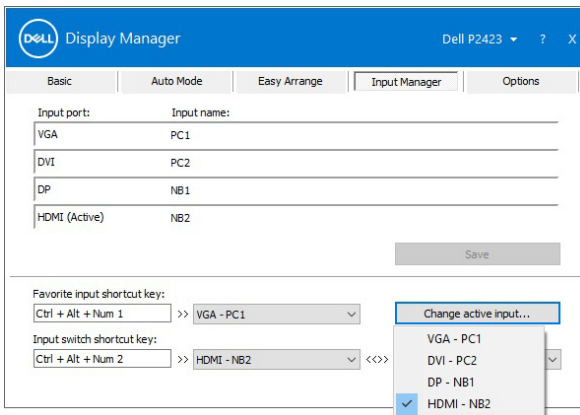 DELL Display Manager Dell P2423 ? X
Basic Auto Mode Easy Arrange Input Manager Options
Input port: Input name:
VGA PC1
DVI PC2
DP NB1
HDMI (Active) NB2
Save
Favorite input shortcut key:
Ctrl + Alt + Num 1 >> VGA - PC1 Change active input...
Input switch shortcut key:
Ctrl + Alt + Num 2 >> HDMI - NB2 <<>>
VGA - PC1
DVI - PC2
DP - NB1
HDMI - NB2